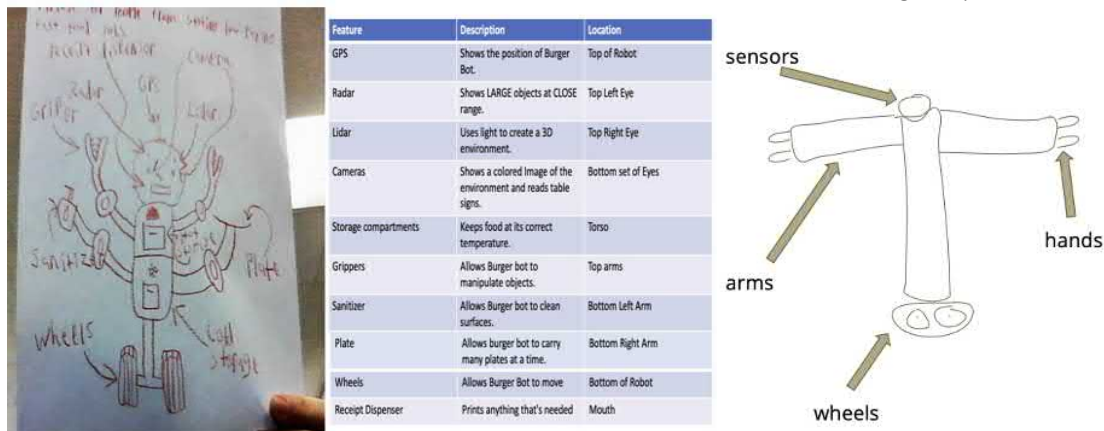 fast food jobs
receipt dispensor
Camera
GPS
Radar
Lidar
Griper
Sanitize
Plate
Wheels
Cold
storage
Feature Description Location
GPS Shows the position of Burger Top of Robot
Bot.
Radar Shows LARGE objects at CLOSE Top Left Eye
range.
Lidar Uses light to create a 3D Top Right Eye
environment.
Cameras Shows a colored Image of the Bottom set of Eyes
environment and reads table
signs.
Storage compartments Keeps food at its correct Torso
temperature.
Grippers Allows Burger bot to Top arms
manipulate objects.
Sanitizer Allows Burger bot to clean Bottom Left Arm
surfaces.
Plate Allows burger bot to carry Bottom Right Arm
many plates at a time.
Wheels Allows Burger Bot to move Bottom of Robot
Receipt Dispenser Prints anything that's needed Mouth
sensors
hands
arms
wheels